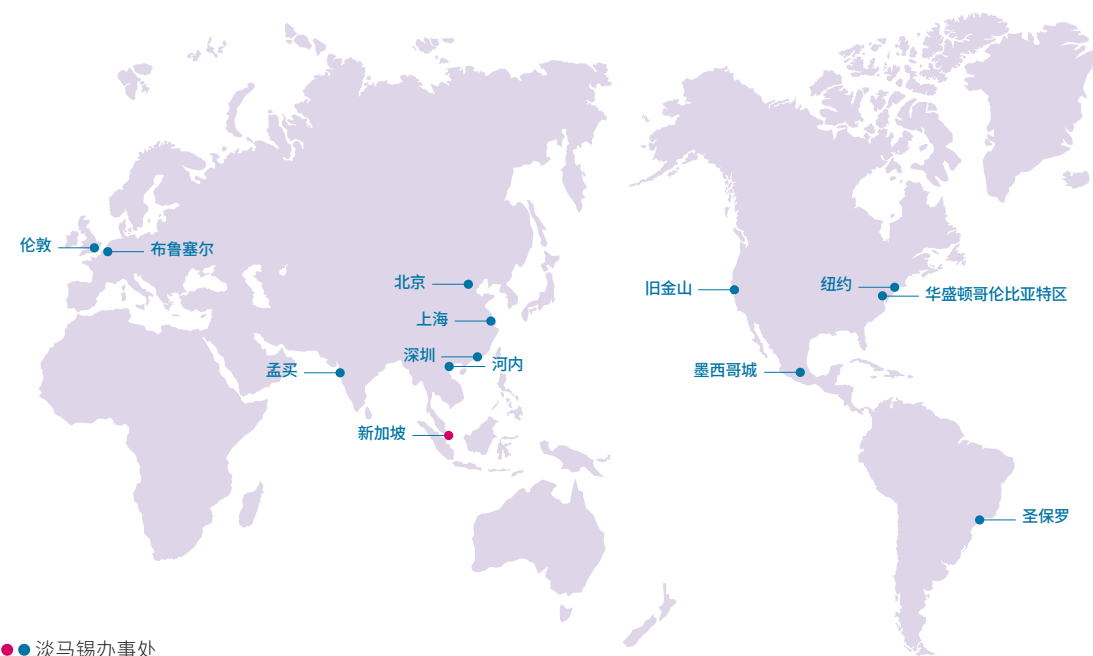 伦敦
布鲁塞尔
北京
上海
深圳
河内
孟买
新加坡
旧金山
纽约
华盛顿哥伦比亚特区
墨西哥城
圣保罗
淡马锡办事处